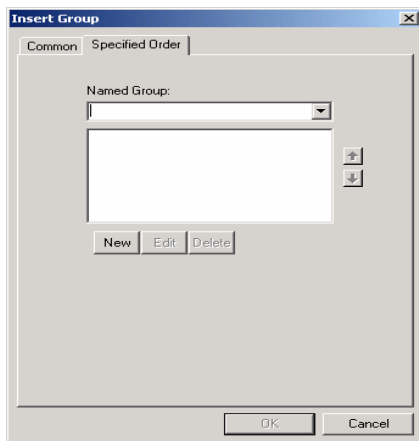 Insert Group
Common Specified Order
Named Group:
New Edit Delete
OK Cancel